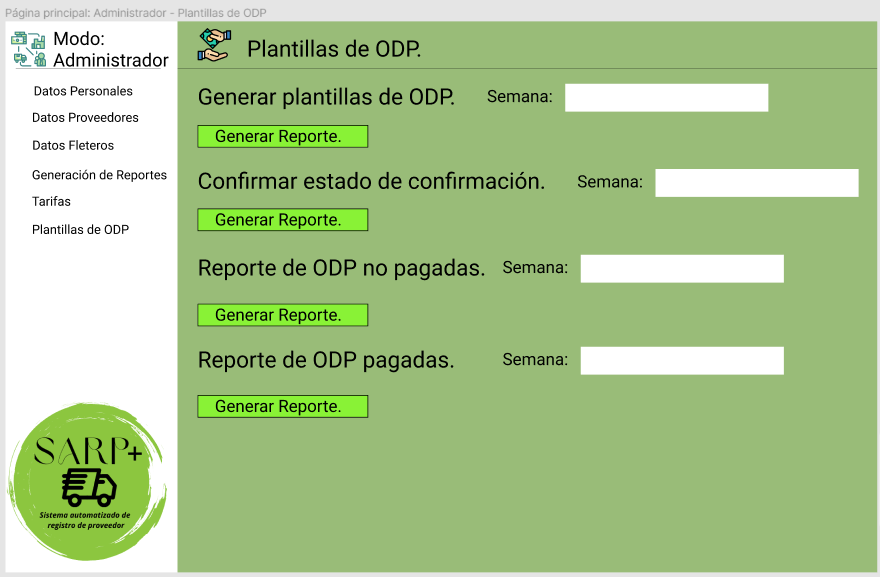 Página principal: Administrador - Plantillas de ODP
Modo:
Administrador
Datos Personales
Datos Proveedores
Datos Fleteros
Generación de Reportes
Tarifas
Plantillas de ODP
SARP+
Sistema automatizado de
registro de proveedor
Plantillas de ODP.
Generar plantillas de ODP. Semana:
Generar Reporte.
Confirmar estado de confirmación. Semana:
Generar Reporte.
Reporte de ODP no pagadas. Semana:
Generar Reporte.
Reporte de ODP pagadas. Semana:
Generar Reporte.